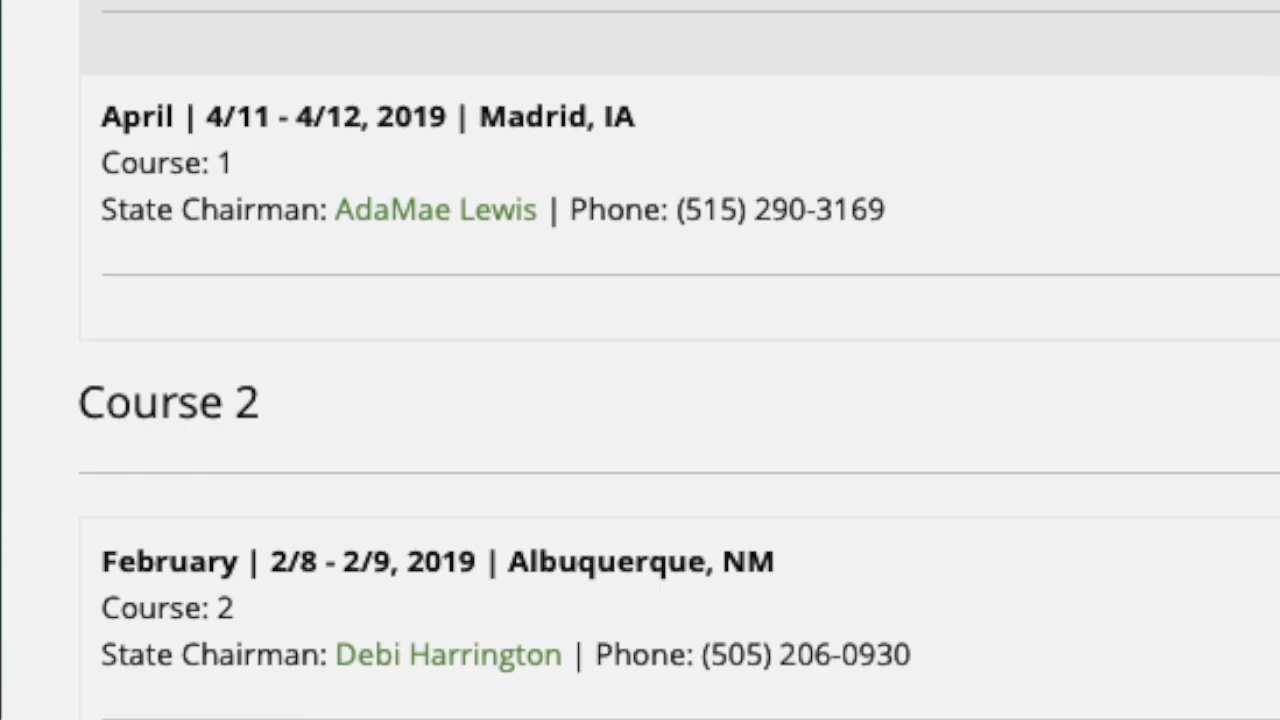 April | 4/11 - 4/12, 2019 | Madrid, IA
Course: 1
State Chairman: AdaMae Lewis | Phone: (515) 290-3169
Course 2
February | 2/8 - 2/9, 2019 | Albuquerque, NM
Course: 2
State Chairman: Debi Harrington | Phone: (505) 206-0930